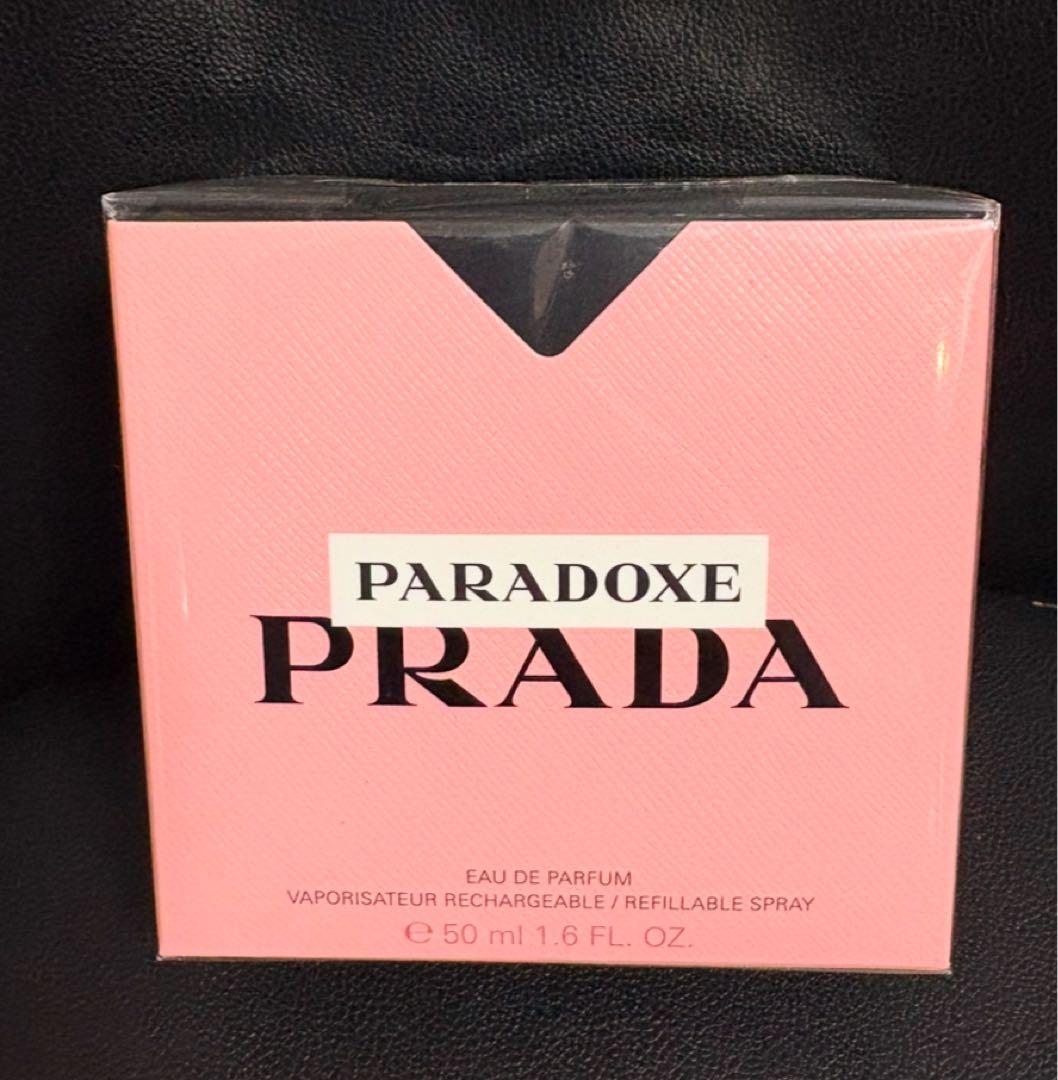 PARADOXE
PRADA
EAU DE PARFUM
VAPORISATEUR RECHARGEABLE / REFILLABLE SPRAY
℮ 50 ml 1.6 FL. OZ.